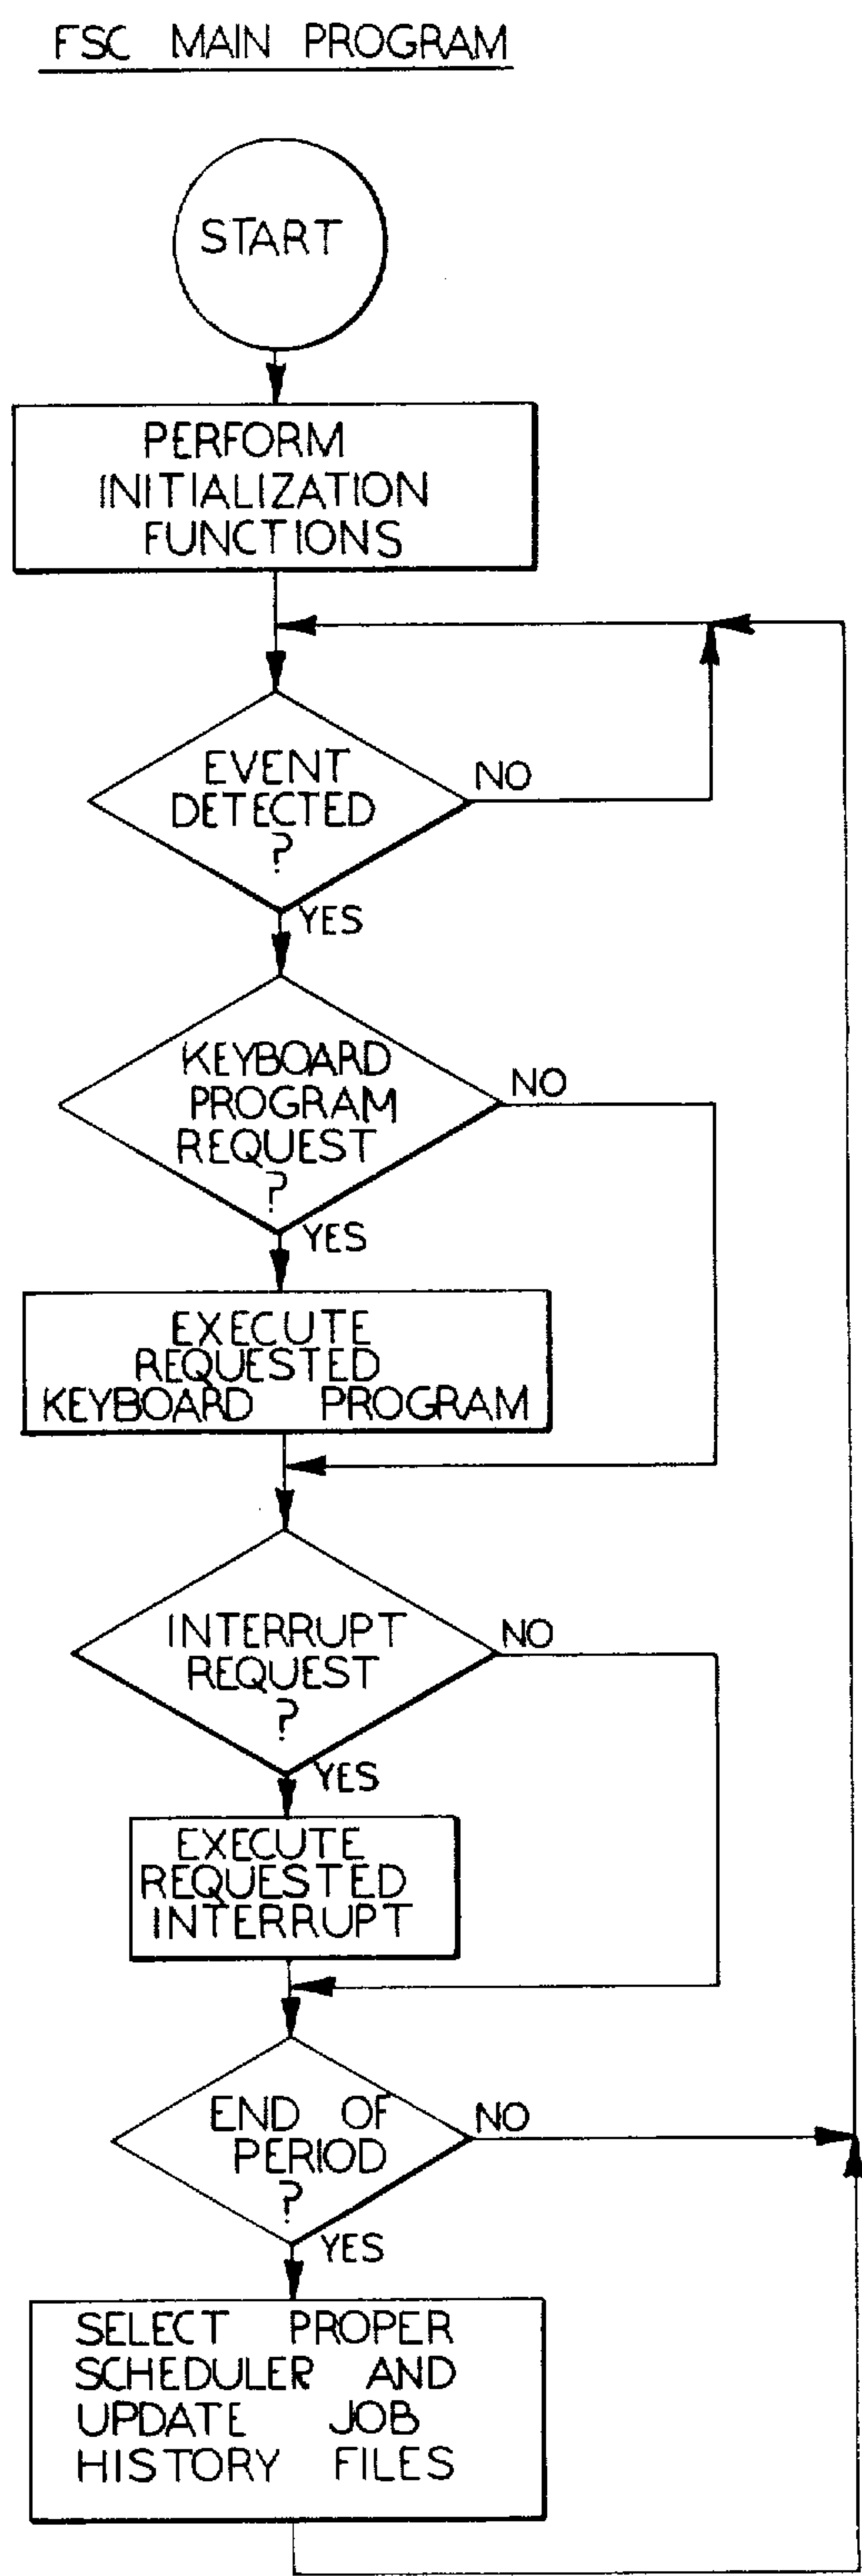 FSC MAIN PROGRAM
START
PERFORM
INITIALIZATION
FUNCTIONS
EVENT
DETECTED
?
NO
YES
KEYBOARD
PROGRAM
REQUEST
?
NO
YES
EXECUTE
REQUESTED
KEYBOARD PROGRAM
INTERRUPT
REQUEST
?
NO
YES
EXECUTE
REQUESTED
INTERRUPT
END OF
PERIOD
?
NO
YES
SELECT PROPER
SCHEDULER AND
UPDATE JOB
HISTORY FILES